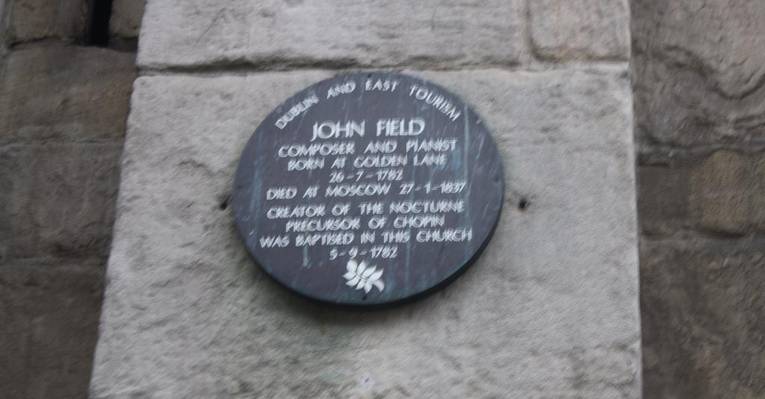 DUBLIN AND EAST TOURISM
JOHN FIELD
COMPOSER AND PIANIST
BORN AT GOLDEN LANE
26-7-1782
DIED AT MOSCOW 27-1-1837
CREATOR OF THE NOCTURNE
PRECURSOR OF CHOPIN
WAS BAPTISED IN THIS CHURCH
5-9-1782